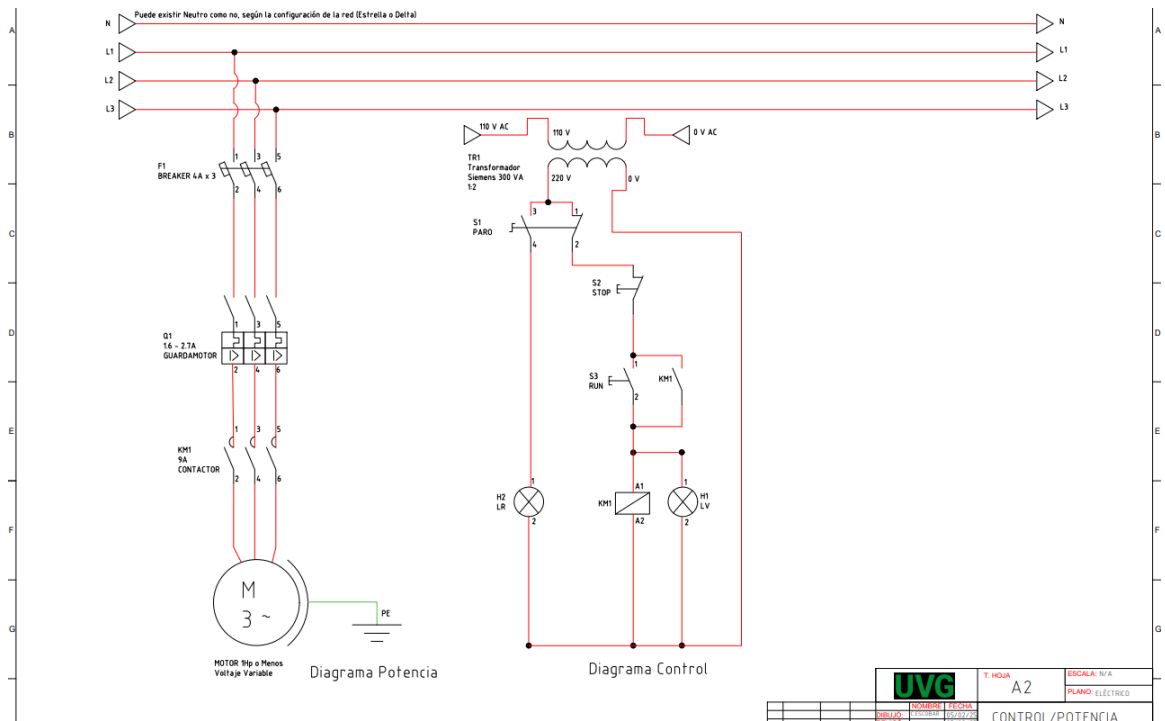 Puede existir Neutro como no, según la configuración de la red (Estrella o Delta)
N
N
A
A
L1
L1
L2
L2
L3
L3
B
B
110 V AC
110 V
0 V AC
TR1
Transformador
Siemens 300 VA
1:2
220 V
0 V
F1
BREAKER 4A x 3
1
3
5
2
4
6
S1
PARO
3
1
4
2
C
C
S2
STOP
D
D
Q1
1.6 - 2.7A
GUARDAMOTOR
1
3
5
2
4
6
S3
RUN
1
2
KM1
E
E
KM1
9A
CONTACTOR
1
3
5
2
4
6
H2
LR
1
2
KM1
A1
A2
1
2
H1
LV
F
F
M
3 ~
PE
G
G
MOTOR 1Hp o Menos
Voltaje Variable
Diagrama Potencia
Diagrama Control
UVG
T. HOJA
A2
ESCALA: N/A
PLANO: ELÉCTRICO
NOMBRE
FECHA
DIBUJO:
C.ESCOBAR
05/02/25
CONTROL/POTENCIA